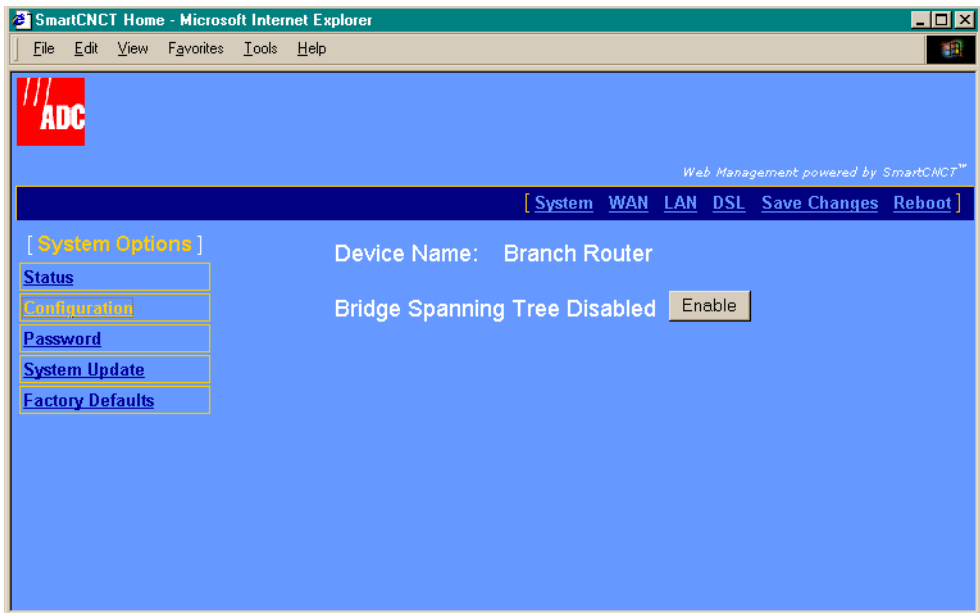 SmartCNCT Home - Microsoft Internet Explorer
File Edit View Favorites Tools Help
ADC
Web Management powered by SmartCNCT™
[ System WAN LAN DSL Save Changes Reboot ]
[ System Options ]
Status
Configuration
Password
System Update
Factory Defaults
Device Name: Branch Router
Bridge Spanning Tree Disabled Enable